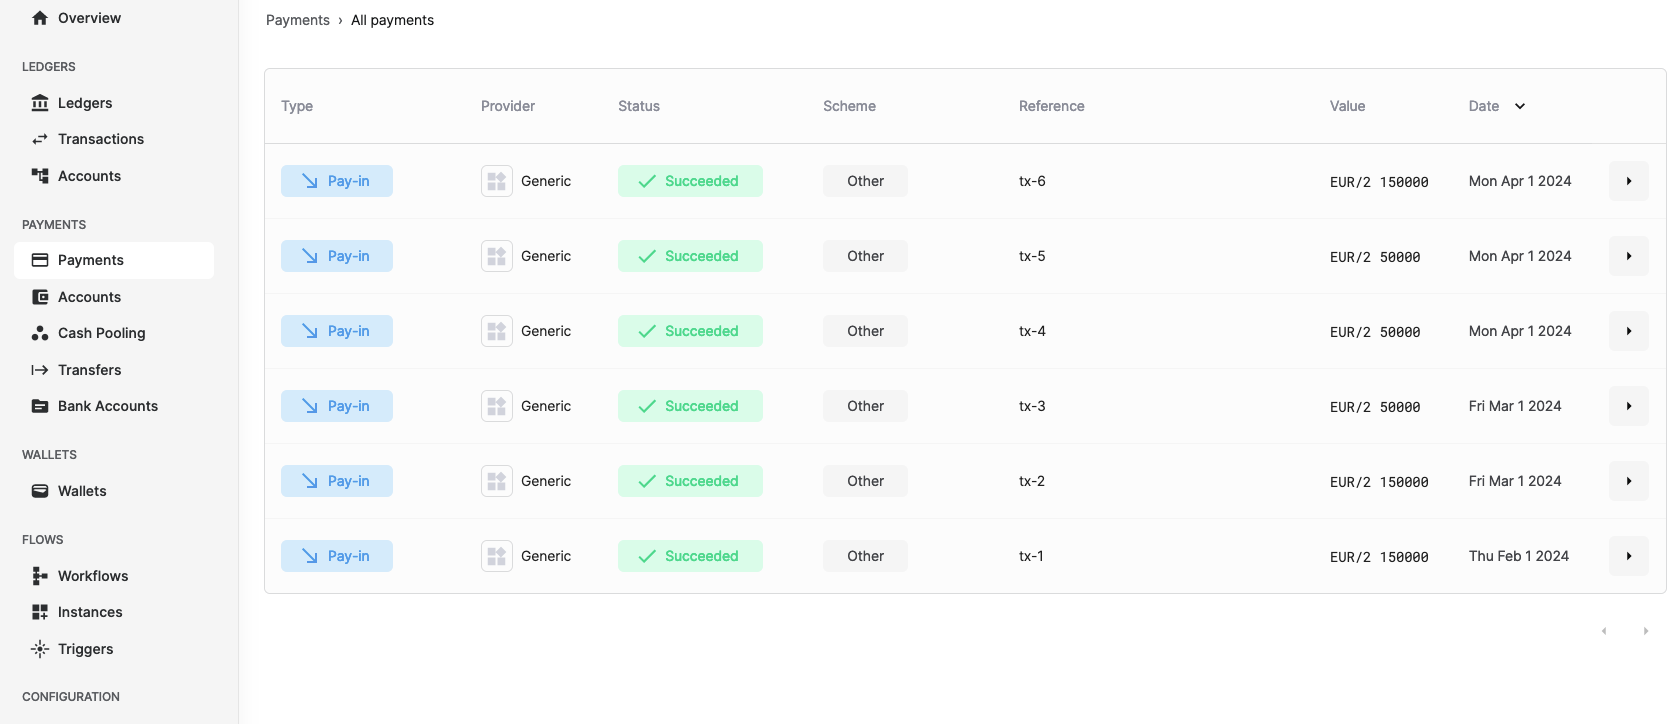 Overview
LEDGERS
Ledgers
Transactions
Accounts
PAYMENTS
Payments
Accounts
Cash Pooling
Transfers
Bank Accounts
WALLETS
Wallets
FLOWS
Workflows
Instances
Triggers
CONFIGURATION
Payments › All payments
Type Provider Status Scheme Reference Value Date
Pay-in Generic Succeeded Other tx-6 EUR/2 150000 Mon Apr 1 2024
Pay-in Generic Succeeded Other tx-5 EUR/2 50000 Mon Apr 1 2024
Pay-in Generic Succeeded Other tx-4 EUR/2 50000 Mon Apr 1 2024
Pay-in Generic Succeeded Other tx-3 EUR/2 50000 Fri Mar 1 2024
Pay-in Generic Succeeded Other tx-2 EUR/2 150000 Fri Mar 1 2024
Pay-in Generic Succeeded Other tx-1 EUR/2 150000 Thu Feb 1 2024